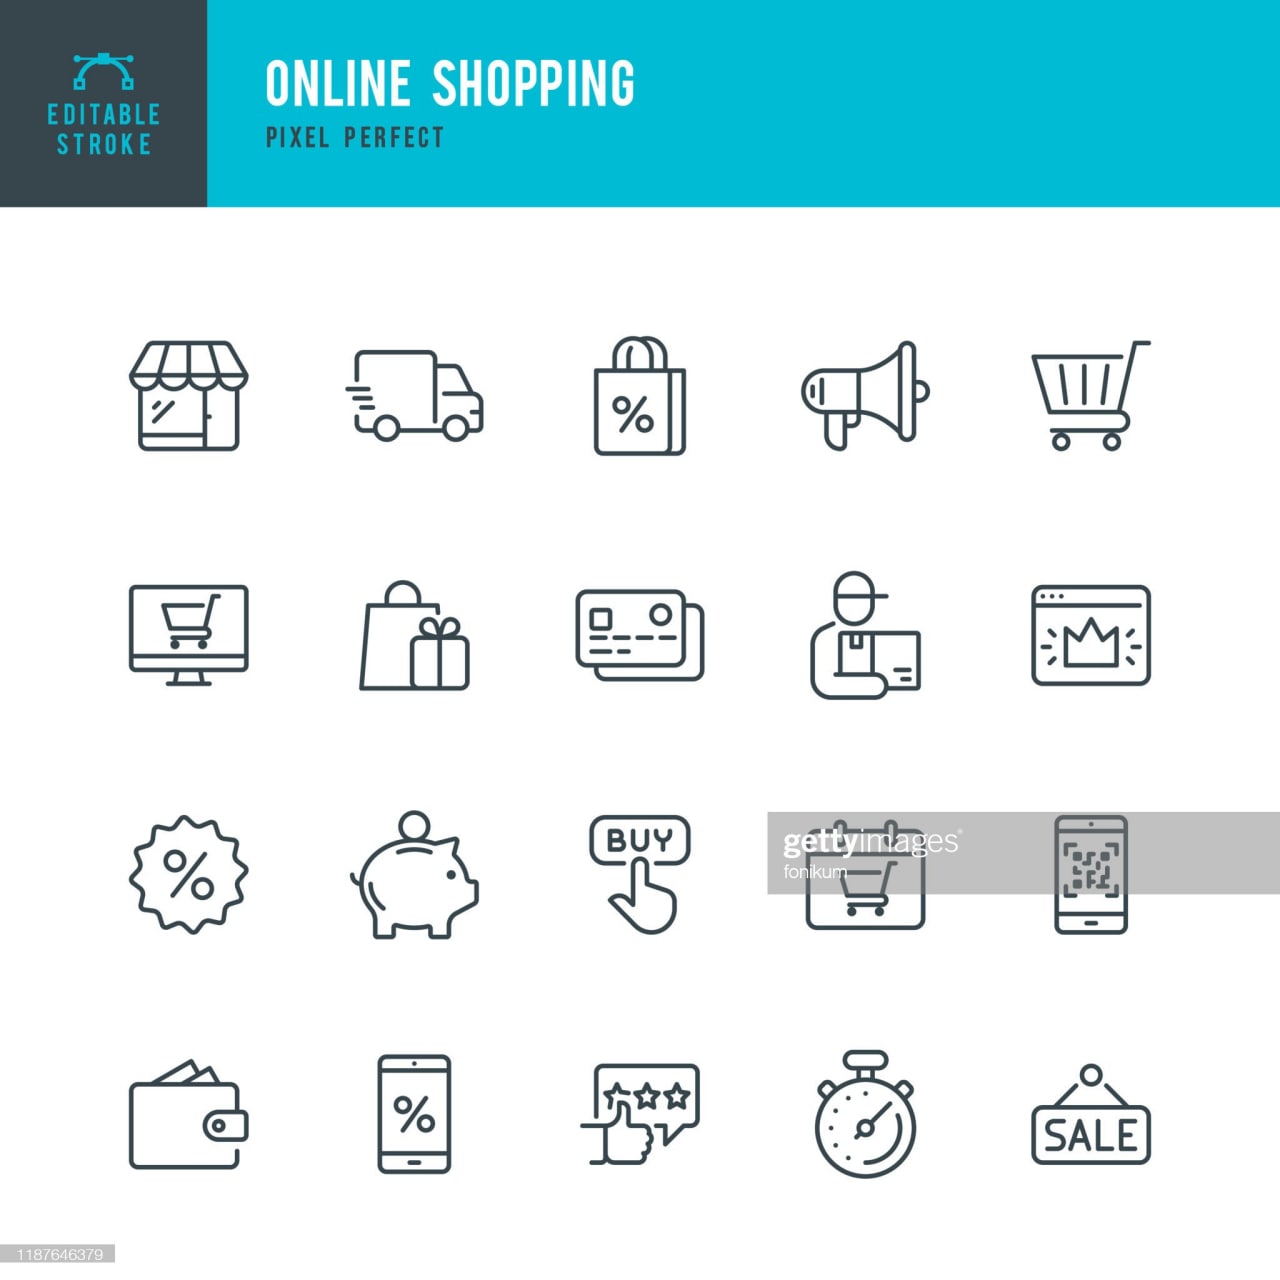 EDITABLE
STROKE
ONLINE SHOPPING
PIXEL PERFECT
%
%
BUY
gettyimages®
fonikum
%
SALE
1187646379